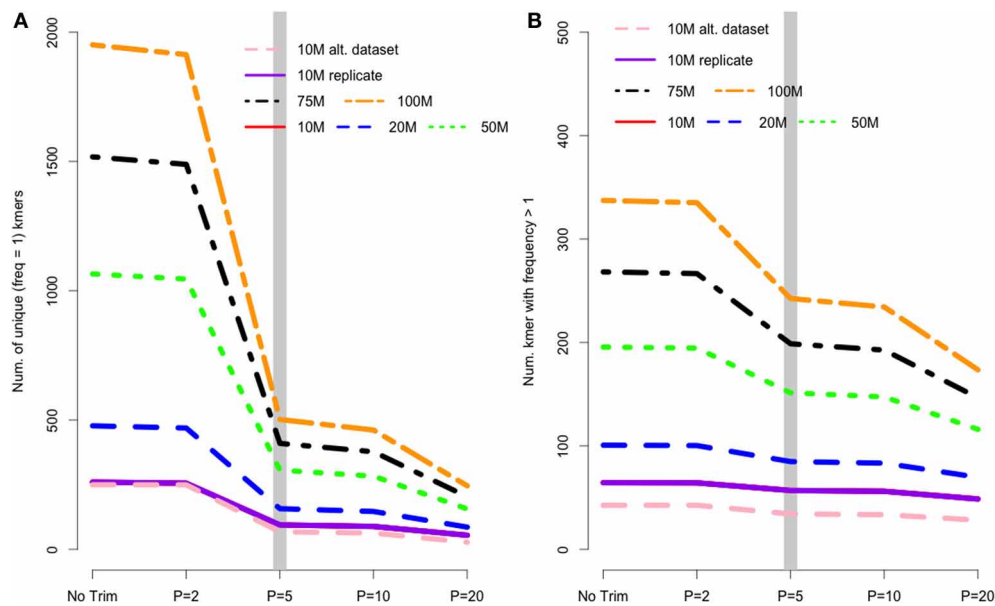 A
Num. of unique (freq = 1) kmers
2000
1500
1000
500
0
10M alt. dataset
10M replicate
75M 100M
10M 20M 50M
No Trim P=2 P=5 P=10 P=20
B
Num. kmer with frequency > 1
500
400
300
200
100
0
10M alt. dataset
10M replicate
75M 100M
10M 20M 50M
No Trim P=2 P=5 P=10 P=20